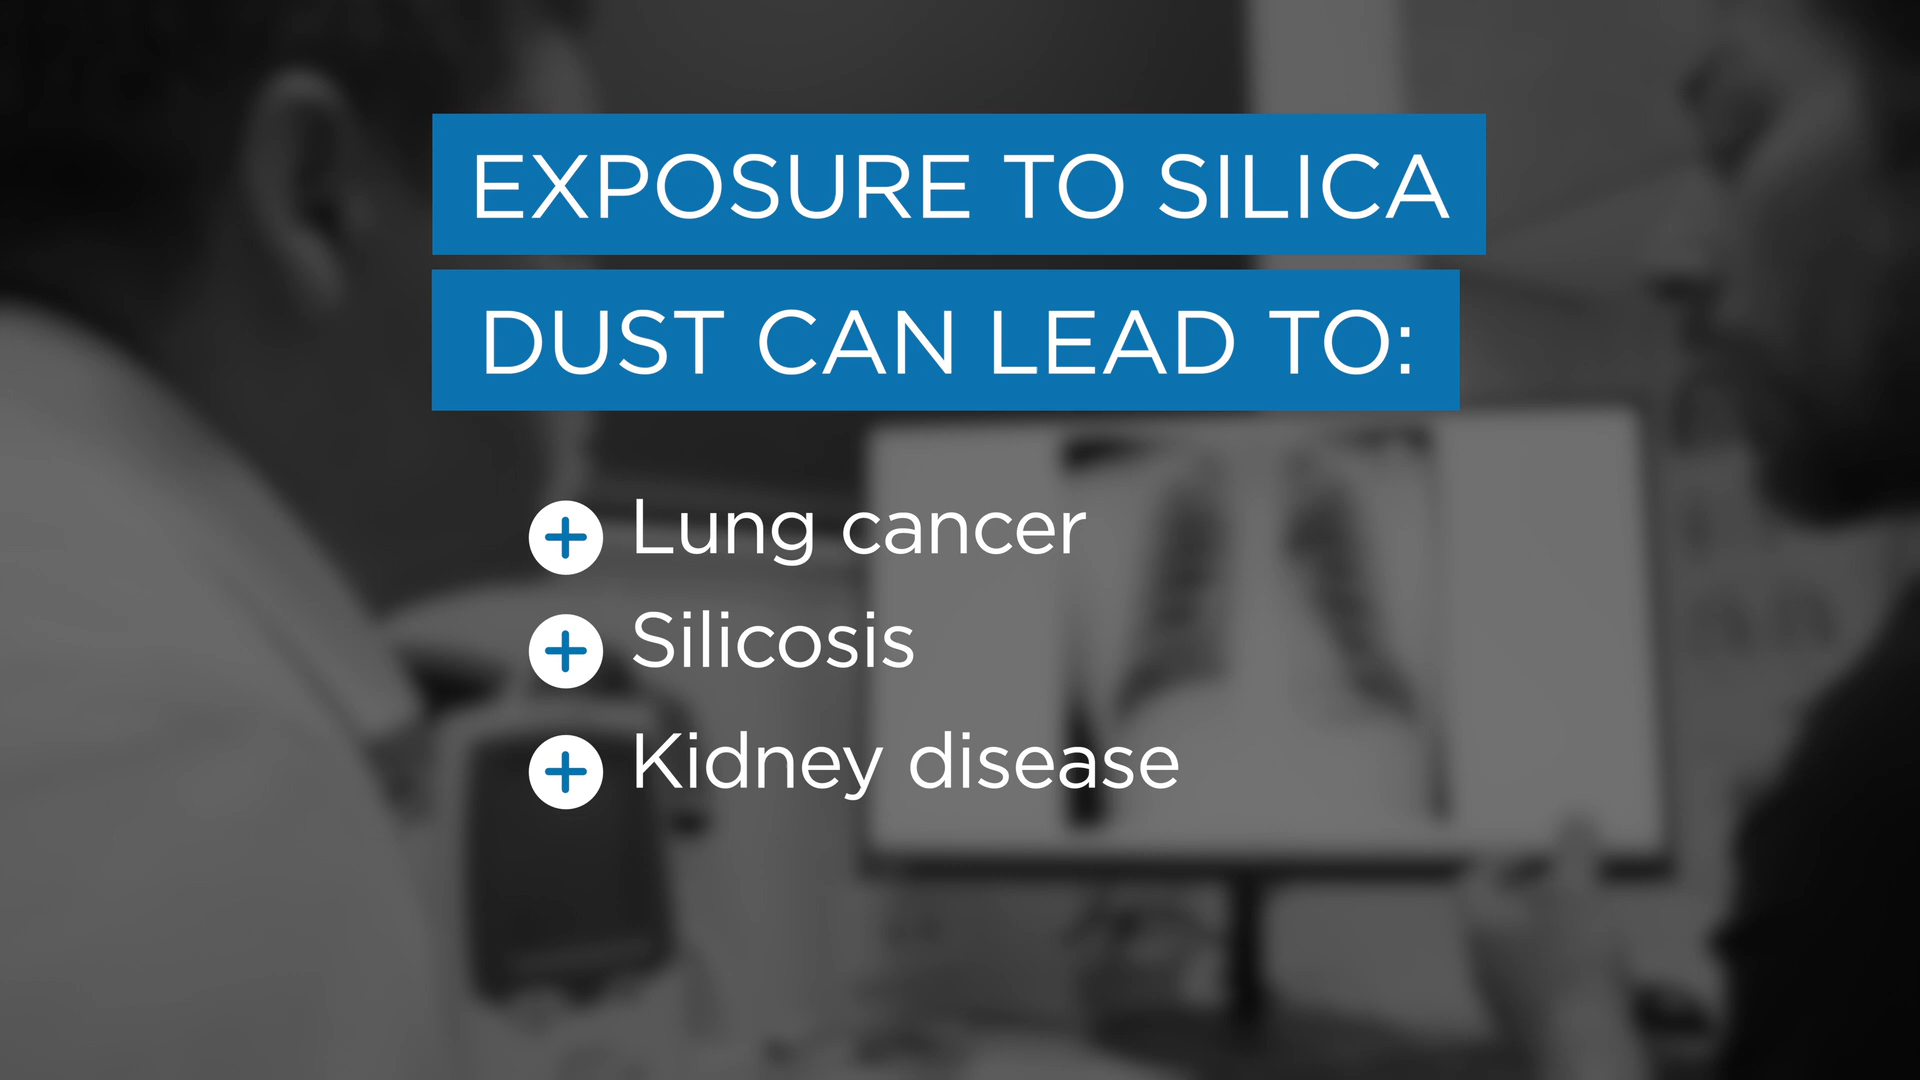 EXPOSURE TO SILICA
DUST CAN LEAD TO:
Lung cancer
Silicosis
Kidney disease